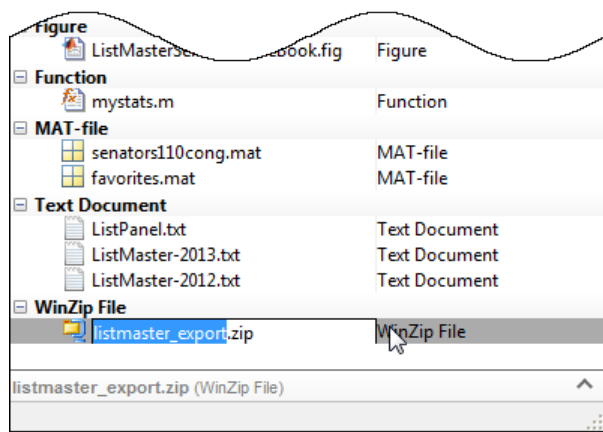 Figure
ListMasterSe ebook.fig Figure
Function
mystats.m Function
MAT-file
senators110cong.mat MAT-file
favorites.mat MAT-file
Text Document
ListPanel.txt Text Document
ListMaster-2013.txt Text Document
ListMaster-2012.txt Text Document
WinZip File
listmaster_export.zip WinZip File
listmaster_export.zip (WinZip File)